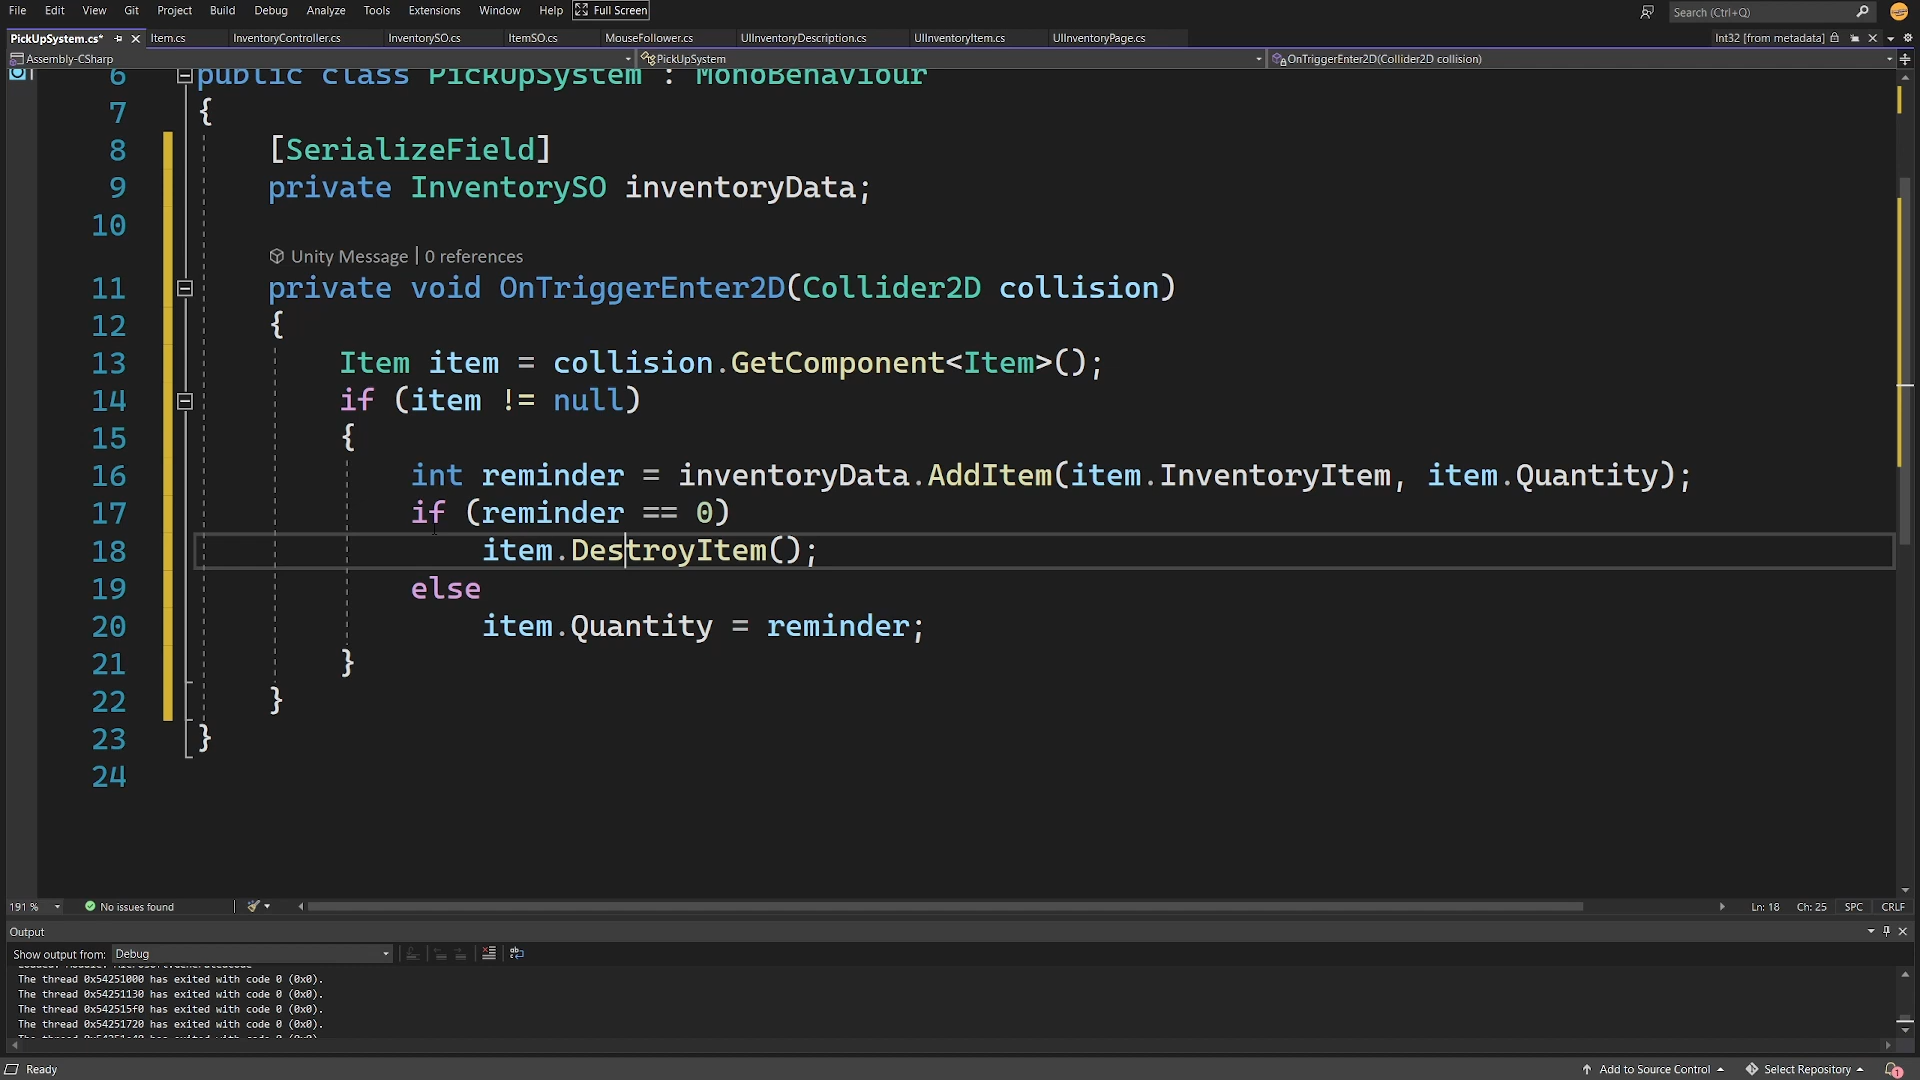 File Edit View Git Project Build Debug Analyze Tools Extensions Window Help Full Screen Search (Ctrl+Q)
PickUpSystem.cs* Item.cs InventoryController.cs InventorySO.cs ItemSO.cs MouseFollower.cs UIInventoryDescription.cs UIInventoryItem.cs UIInventoryPage.cs Int32 [from metadata]
Assembly-CSharp PickUpSystem OnTriggerEnter2D(Collider2D collision)
6 public class PickUpSystem : MonoBehaviour
7 {
8 [SerializeField]
9 private InventorySO inventoryData;
10
Unity Message | 0 references
11 private void OnTriggerEnter2D(Collider2D collision)
12 {
13 Item item = collision.GetComponent<Item>();
14 if (item != null)
15 {
16 int reminder = inventoryData.AddItem(item.InventoryItem, item.Quantity);
17 if (reminder == 0)
18 item.DestroyItem();
19 else
20 item.Quantity = reminder;
21 }
22 }
23 }
24
191 % No issues found Ln: 18 Ch: 25 SPC CRLF
Output
Show output from: Debug
The thread 0x54251000 has exited with code 0 (0x0).
The thread 0x54251130 has exited with code 0 (0x0).
The thread 0x542515f0 has exited with code 0 (0x0).
The thread 0x54251720 has exited with code 0 (0x0).
Ready Add to Source Control Select Repository 1